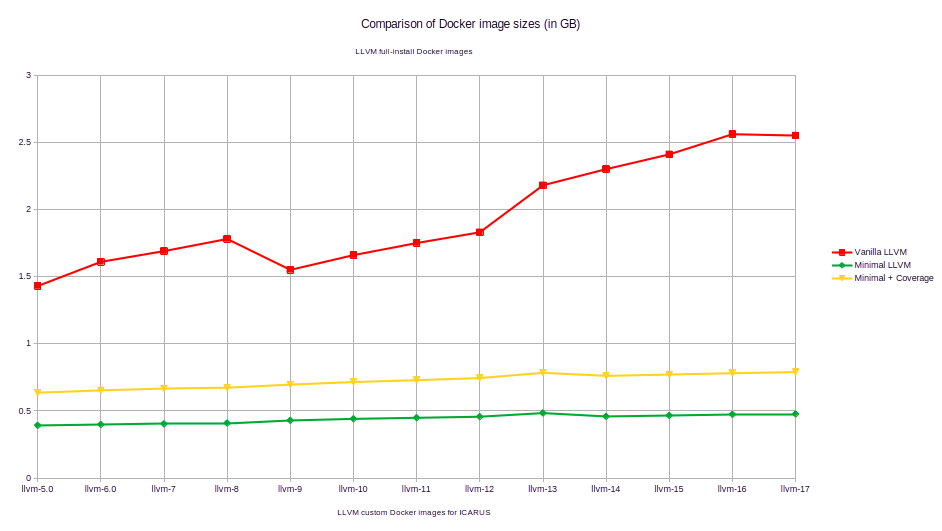 Comparison of Docker image sizes (in GB)
LLVM full-install Docker images
3
2.5
2
1.5
1
0.5
0
llvm-5.0 llvm-6.0 llvm-7 llvm-8 llvm-9 llvm-10 llvm-11 llvm-12 llvm-13 llvm-14 llvm-15 llvm-16 llvm-17
LLVM custom Docker images for ICARUS
Vanilla LLVM
Minimal LLVM
Minimal + Coverage